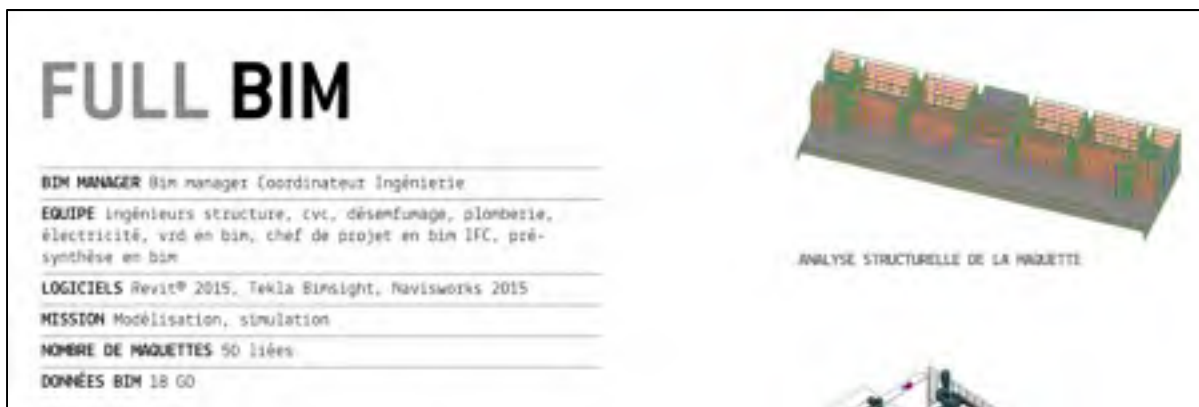 FULL BIM
BIM MANAGER Bim manager Coordinateur Ingénierie
EQUIPE ingénieurs structure, cvc, désenfumage, plomberie,
électricité, vrd en bim, chef de projet en bim IFC, pré-
synthèse en bim
LOGICIELS Revit® 2015, Tekla Bimsight, Navisworks 2015
MISSION Modélisation, simulation
NOMBRE DE MAQUETTES 50 liées
DONNÉES BIM 18 GO
ANALYSE STRUCTURELLE DE LA MAQUETTE